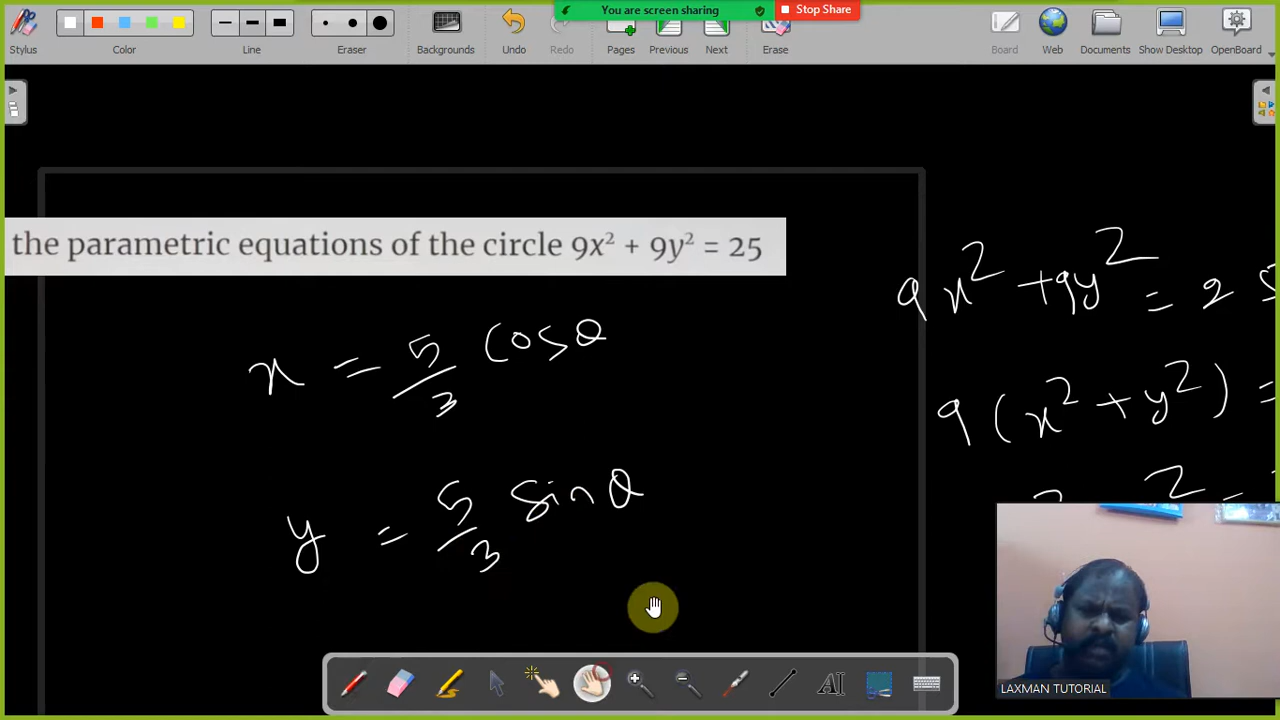 You are screen sharing
Stop Share
Stylus
Color
Line
Eraser
Backgrounds
Undo
Redo
Pages
Previous
Next
Erase
Board
Web
Documents
Show Desktop
OpenBoard
the parametric equations of the circle 9x² + 9y² = 25
x = 5/3 cosθ
y = 5/3 sinθ
9x² + 9y² = 25
9(x² + y²) =
LAXMAN TUTORIAL